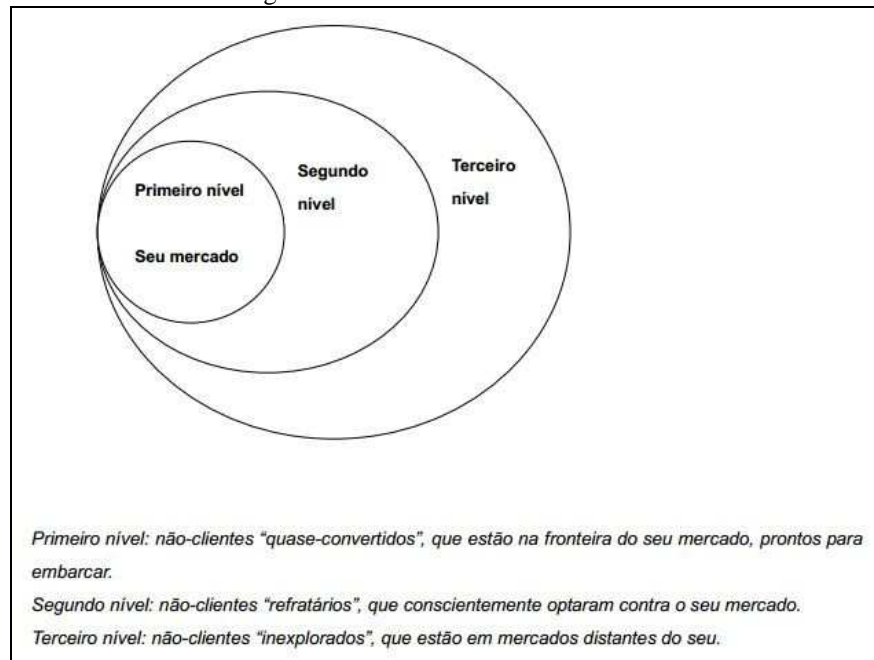 Primeiro nível
Seu mercado
Segundo
nível
Terceiro
nível
Primeiro nível: não-clientes “quase-convertidos”, que estão na fronteira do seu mercado, prontos para
embarcar.
Segundo nível: não-clientes “refratários”, que conscientemente optaram contra o seu mercado.
Terceiro nível: não-clientes “inexplorados”, que estão em mercados distantes do seu.